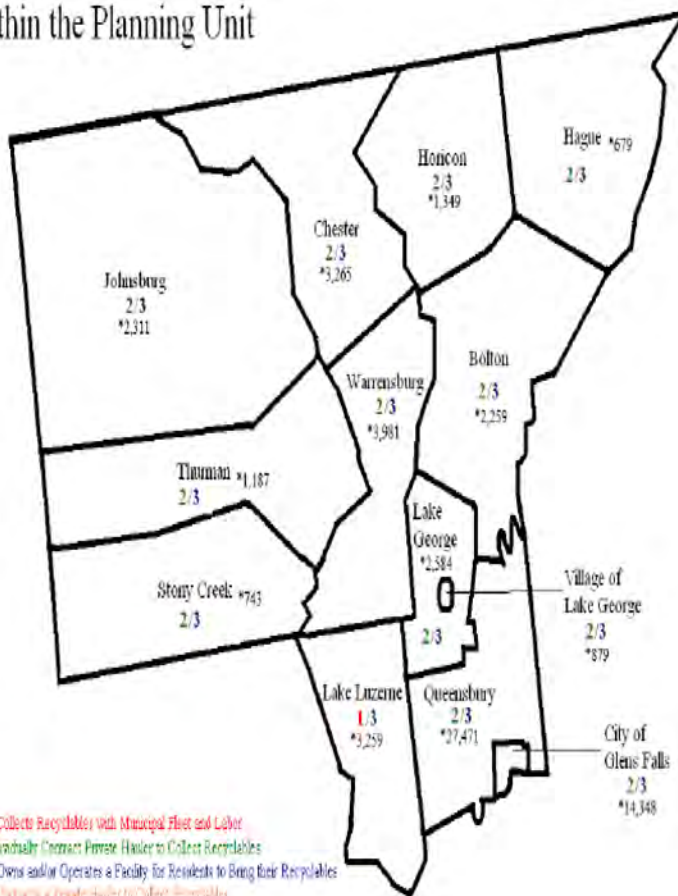 thin the Planning Unit
Hague *679
2/3
Horicon
2/3
*1,349
Chester
2/3
*3,265
Johnsburg
2/3
*2,311
Bolton
2/3
*2,259
Warrensburg
2/3
*3,981
Thurman *1,187
2/3
Lake
George
*2,584
2/3
Stony Creek *743
2/3
Village of
Lake George
2/3
*879
Lake Luzerne
1/3
*3,259
Queensbury
2/3
*27,471
City of
Glens Falls
2/3
*14,348
Collects Recyclables with Municipal Fleet and Labor
Contract Private Hauler to Collect Recyclables
Owns and/or Operates a Facility for Residents to Bring their Recyclables